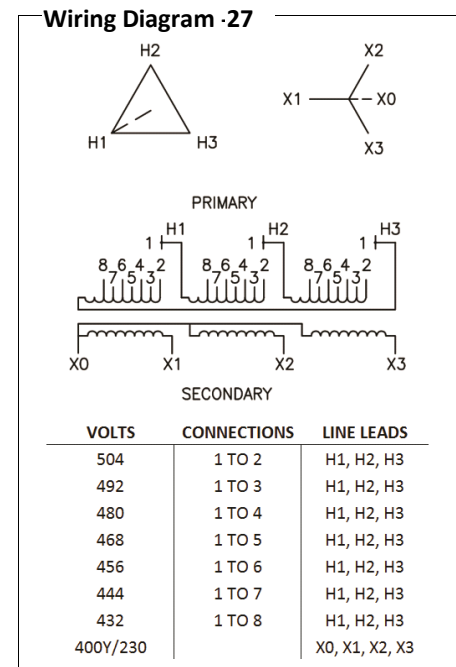 Wiring Diagram -27
H2
H1
H3
X2
X1
X0
X3
PRIMARY
H1 H2 H3
1 1 1
8 7 6 5 4 3 2 8 7 6 5 4 3 2 8 7 6 5 4 3 2
X0 X1 X2 X3
SECONDARY
VOLTS CONNECTIONS LINE LEADS
504 1 TO 2 H1, H2, H3
492 1 TO 3 H1, H2, H3
480 1 TO 4 H1, H2, H3
468 1 TO 5 H1, H2, H3
456 1 TO 6 H1, H2, H3
444 1 TO 7 H1, H2, H3
432 1 TO 8 H1, H2, H3
400Y/230 X0, X1, X2, X3